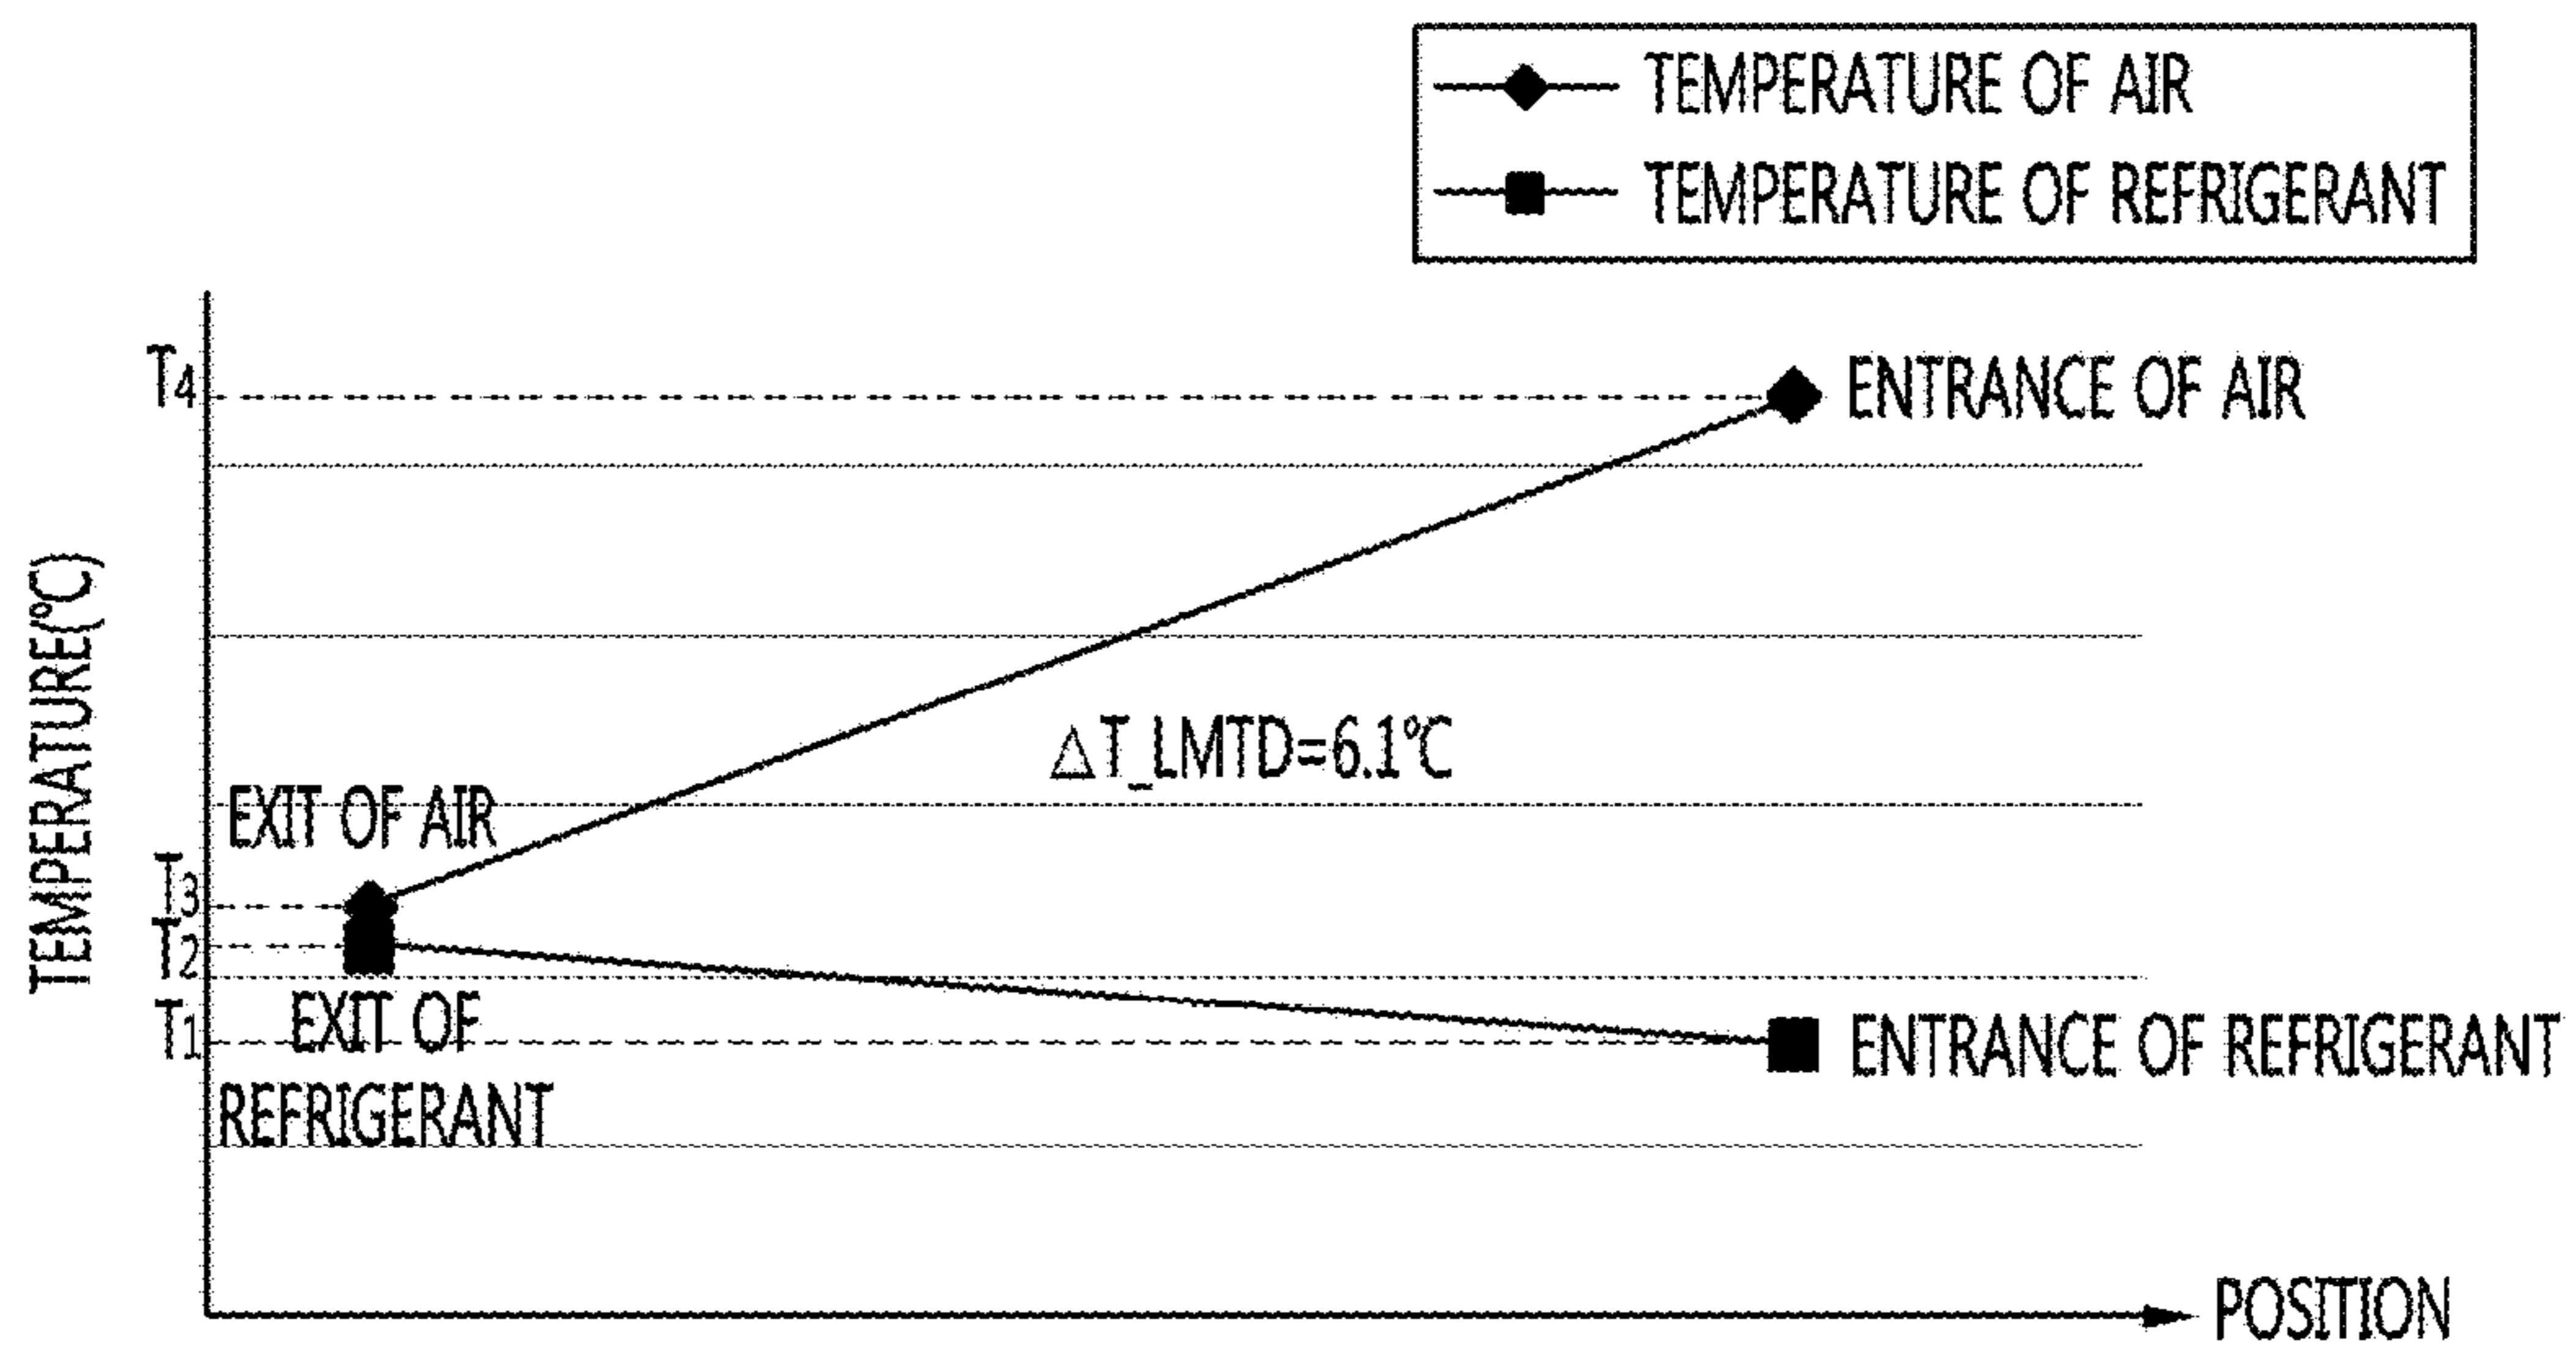 TEMPERATURE OF AIR
TEMPERATURE OF REFRIGERANT
TEMPERATURE(℃)
T4
ENTRANCE OF AIR
△T_LMTD=6.1℃
EXIT OF AIR
T3
T2
T1
EXIT OF
REFRIGERANT
ENTRANCE OF REFRIGERANT
POSITION